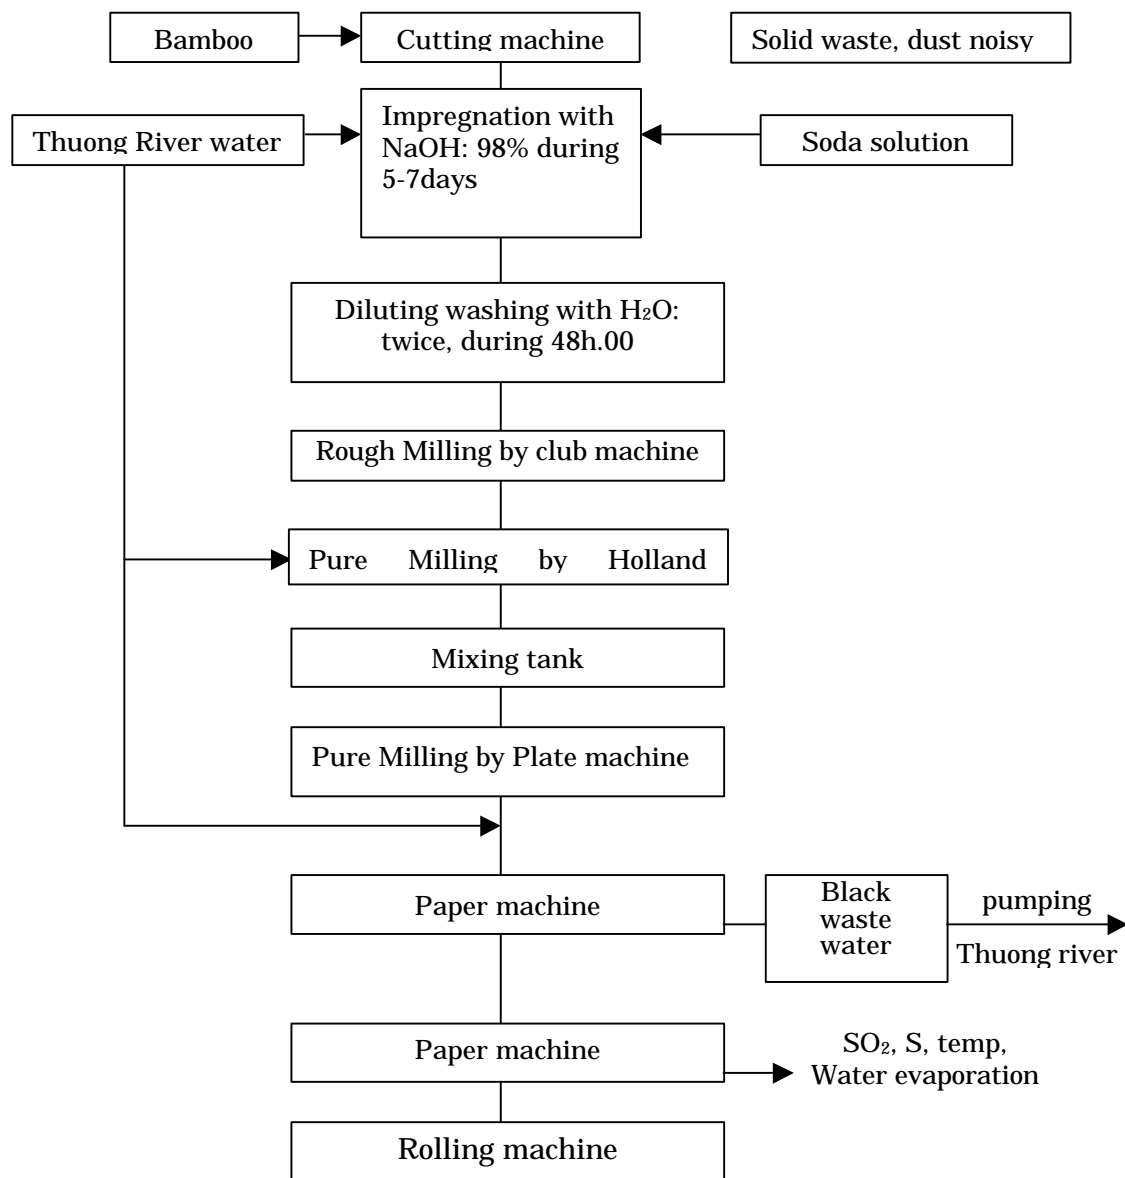 Bamboo
Cutting machine
Solid waste, dust noisy
Thuong River water
Impregnation with
NaOH: 98% during
5-7days
Soda solution
Diluting washing with H₂O:
twice, during 48h.00
Rough Milling by club machine
Pure Milling by Holland
Mixing tank
Pure Milling by Plate machine
Paper machine
Black
waste
water
pumping
Thuong river
Paper machine
SO₂, S, temp,
Water evaporation
Rolling machine